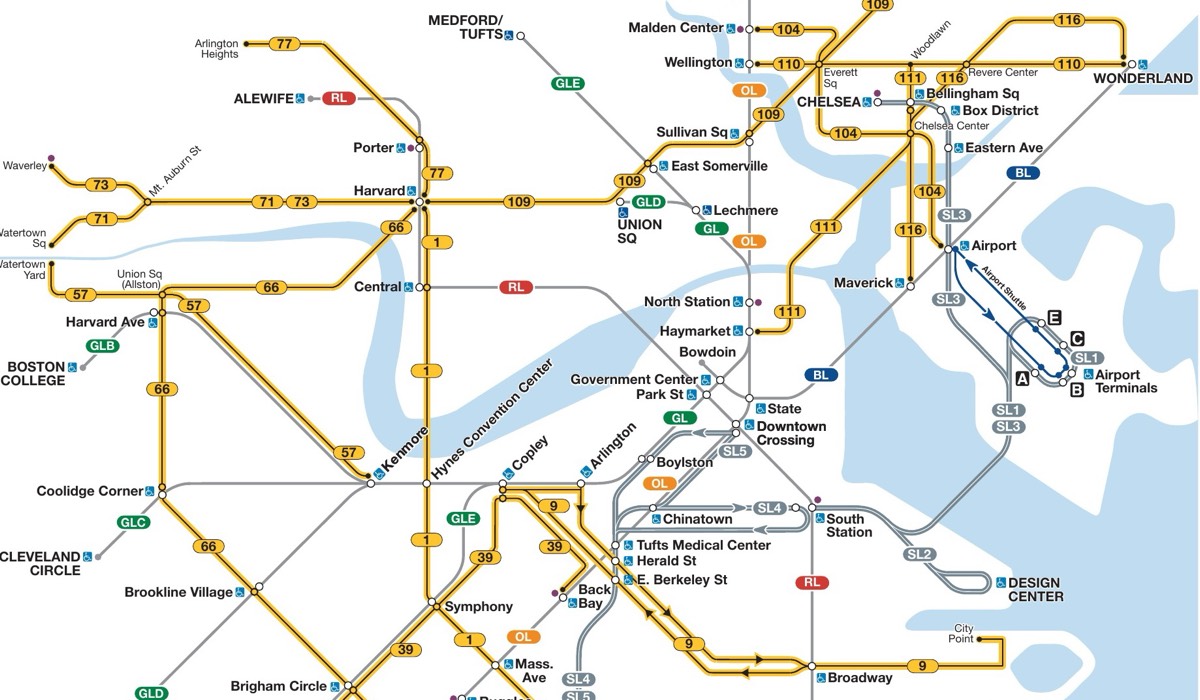 109
MEDFORD/
TUFTS
Malden Center
104
116
Arlington
Heights
77
Woodlawn
Wellington
110
Everett
Sq
111
116
Revere Center
110
WONDERLAND
GLE
OL
ALEWIFE
RL
CHELSEA
Bellingham Sq
Box District
109
Chelsea Center
Sullivan Sq
104
Porter
Eastern Ave
Waverley
Mt. Auburn St
East Somerville
77
BL
73
109
Harvard
104
71
73
109
GLD
Lechmere
SL3
71
UNION
SQ
66
GL
111
116
Watertown
Sq
1
OL
Airport
Watertown
Yard
Airport Shuttle
Union Sq
(Allston)
Central
66
RL
Maverick
57
57
North Station
SL3
111
Harvard Ave
Haymarket
E
GLB
Bowdoin
C
SL1
BOSTON
COLLEGE
1
Government Center
BL
A
B
Airport
Terminals
66
Park St
State
SL1
SL3
GL
Downtown
Crossing
Hynes Convention Center
Kenmore
Copley
Arlington
57
SL5
Boylston
OL
Coolidge Corner
9
SL4
GLC
GLE
Chinatown
South
Station
1
39
Tufts Medical Center
66
39
Herald St
SL2
CLEVELAND
CIRCLE
E. Berkeley St
RL
DESIGN
CENTER
Brookline Village
Back
Bay
Symphony
City
Point
OL
1
9
39
9
Mass.
Ave
Broadway
SL4
Brigham Circle
GLD
SL5
Ruggles